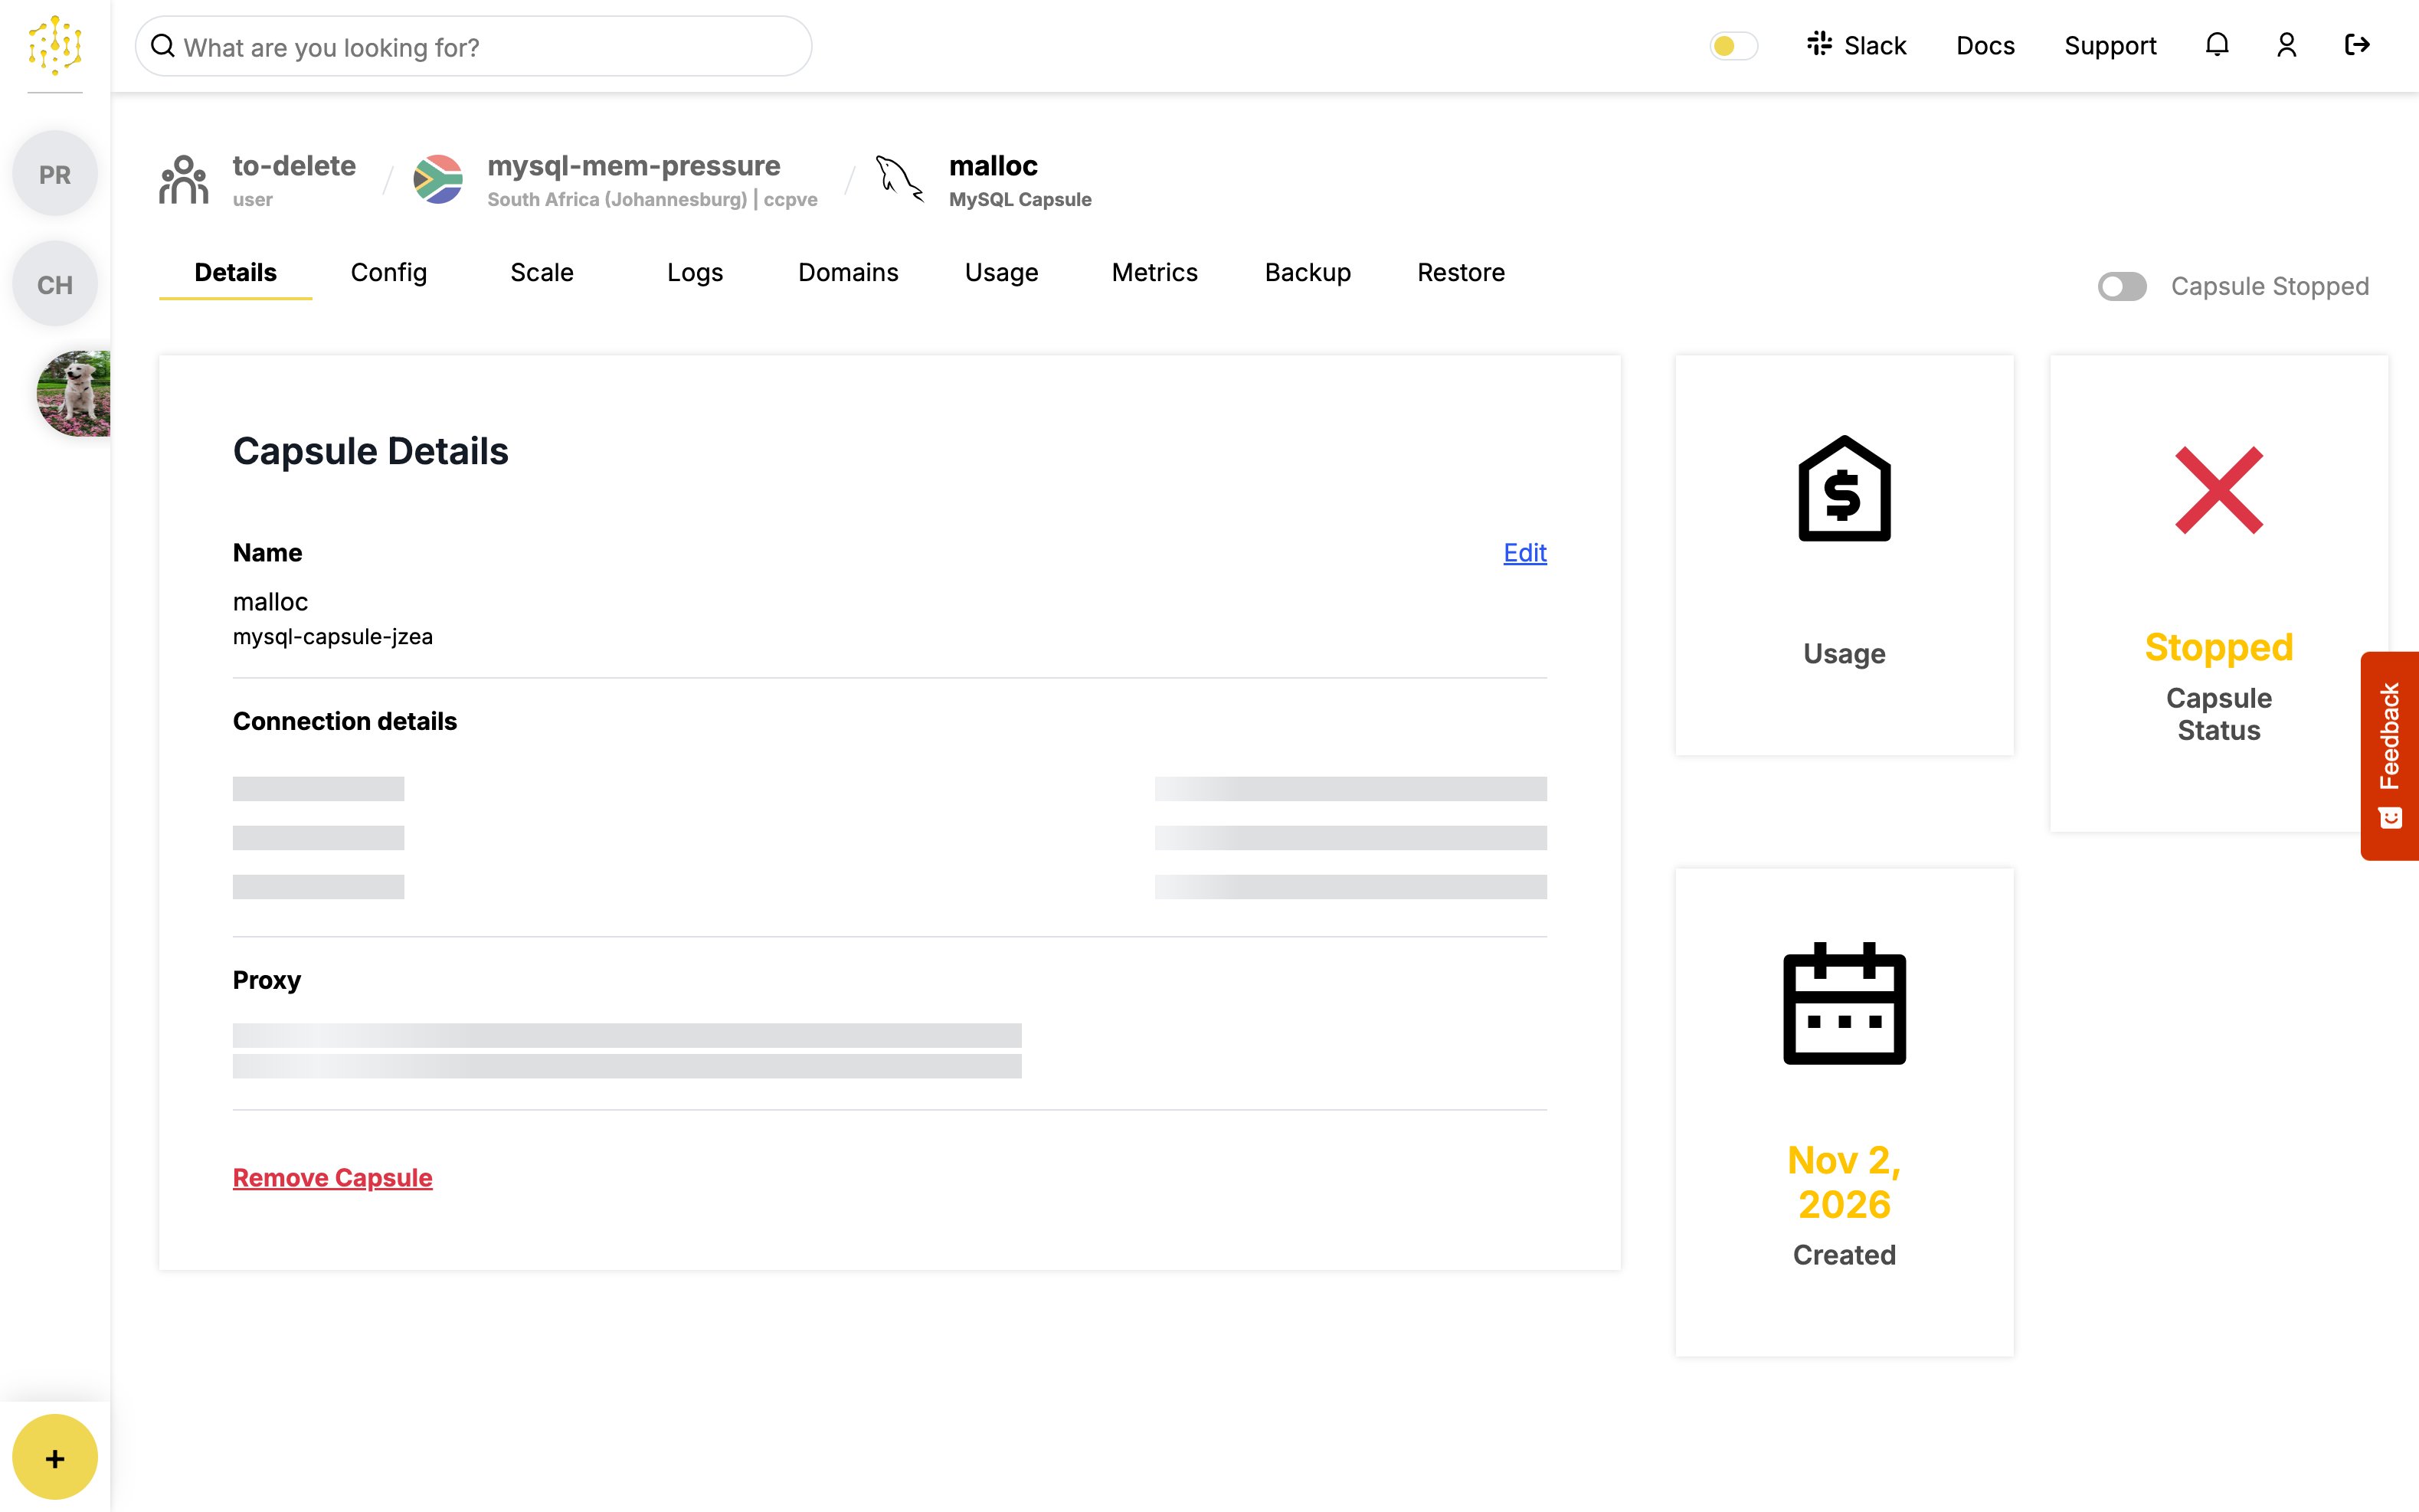 What are you looking for?
Slack
Docs
Support
PR
CH
to-delete
user
mysql-mem-pressure
South Africa (Johannesburg) | ccpve
malloc
MySQL Capsule
Details
Config
Scale
Logs
Domains
Usage
Metrics
Backup
Restore
Capsule Stopped
Capsule Details
Name
Edit
malloc
mysql-capsule-jzea
Connection details
Proxy
Remove Capsule
Usage
Stopped
Capsule
Status
Nov 2,
2026
Created
Feedback
+